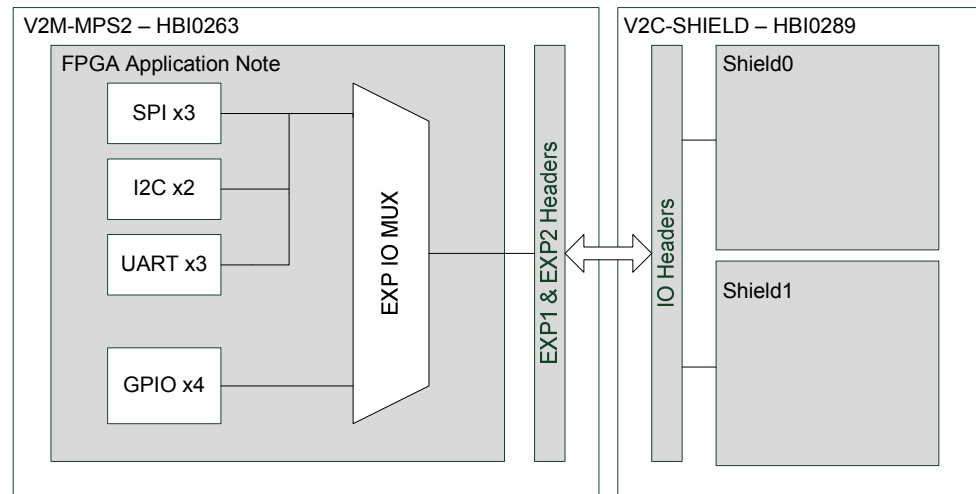 V2M-MPS2 – HBI0263
V2C-SHIELD – HBI0289
FPGA Application Note
SPI x3
I2C x2
UART x3
GPIO x4
EXP IO MUX
EXP1 & EXP2 Headers
IO Headers
Shield0
Shield1